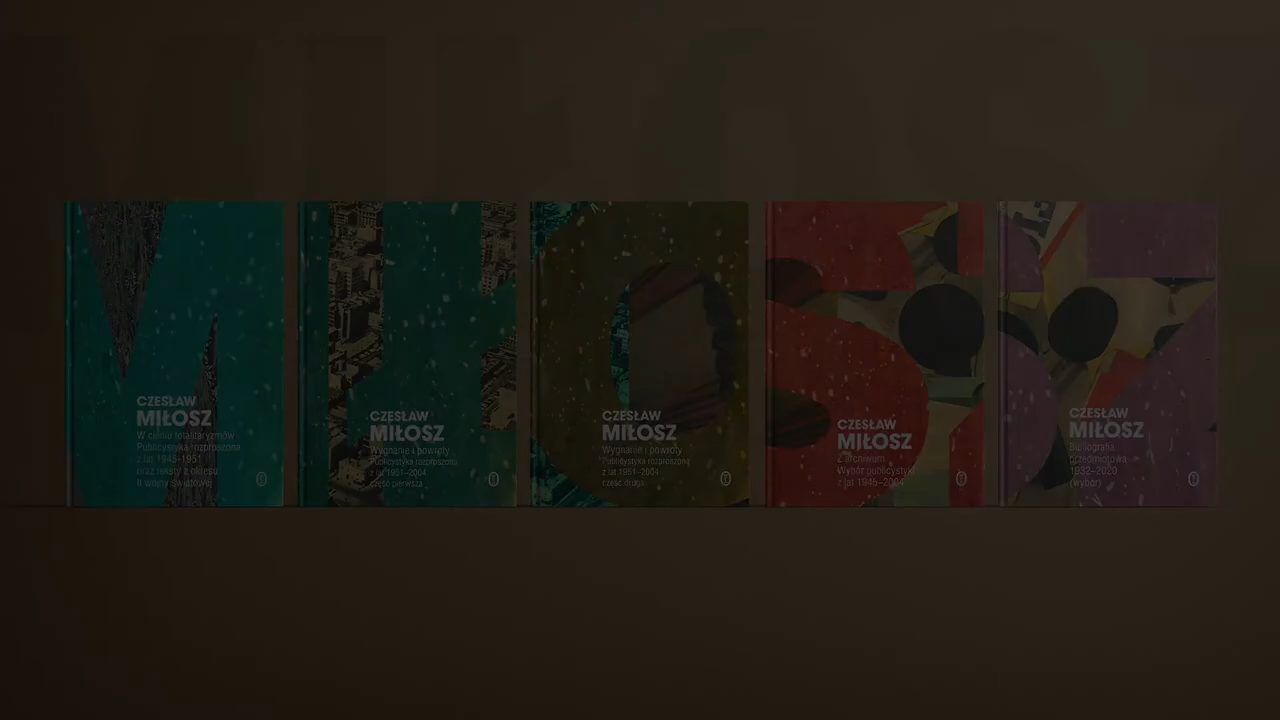 CZESŁAW
MIŁOSZ
W cieniu totalitaryzmów
Publicystyka rozproszona
z lat 1945-1951
oraz teksty z okresu
II wojny światowej
CZESŁAW
MIŁOSZ
Wygnanie i powroty
Publicystyka rozproszona
z lat 1951–2004
część pierwsza
CZESŁAW
MIŁOSZ
Wygnanie i powroty
Publicystyka rozproszona
z lat 1951–2004
część druga
CZESŁAW
MIŁOSZ
Z archiwum
Wybór publicystyki
z lat 1945–2004
CZESŁAW
MIŁOSZ
Bibliografia
przedmiotowa
1932–2020
(wybór)